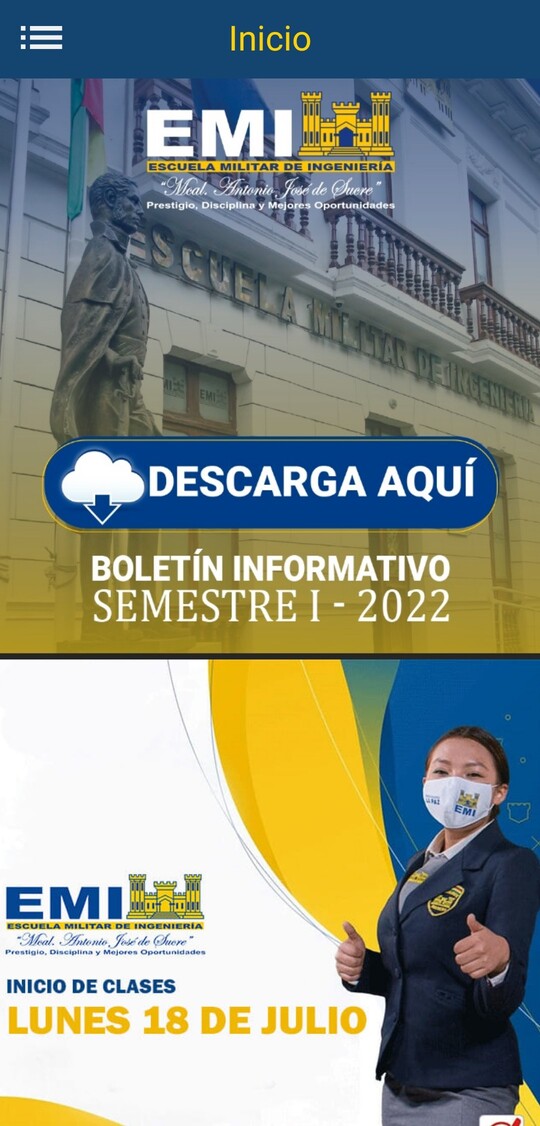 Inicio
EMI
ESCUELA MILITAR DE INGENIERÍA
"Mcal. Antonio José de Sucre"
Prestigio, Disciplina y Mejores Oportunidades
ESCUELA MILITAR DE INGENIERIA
EMI
DESCARGA AQUÍ
BOLETÍN INFORMATIVO
SEMESTRE I - 2022
EMI
EMI
ESCUELA MILITAR DE INGENIERÍA
"Mcal. Antonio José de Sucre"
Prestigio, Disciplina y Mejores Oportunidades
INICIO DE CLASES
LUNES 18 DE JULIO